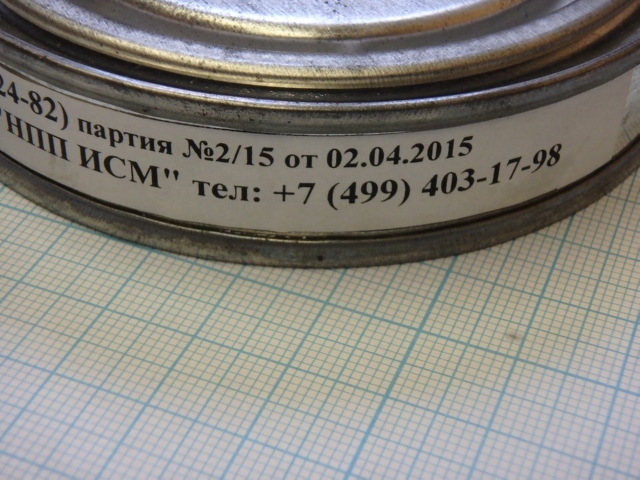 24-82) партия №2/15 от 02.04.2015
"НПП ИСМ" тел: +7 (499) 403-17-98